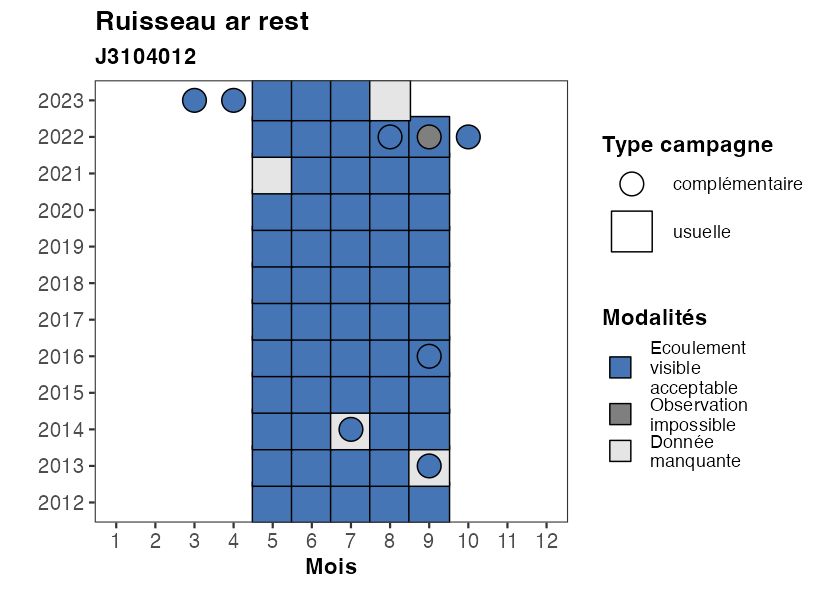 Ruisseau ar rest
J3104012
2023
2022
2021
2020
2019
2018
2017
2016
2015
2014
2013
2012
1 2 3 4 5 6 7 8 9 10 11 12
Mois
Type campagne
complémentaire
usuelle
Modalités
Ecoulement
visible
acceptable
Observation
impossible
Donnée
manquante